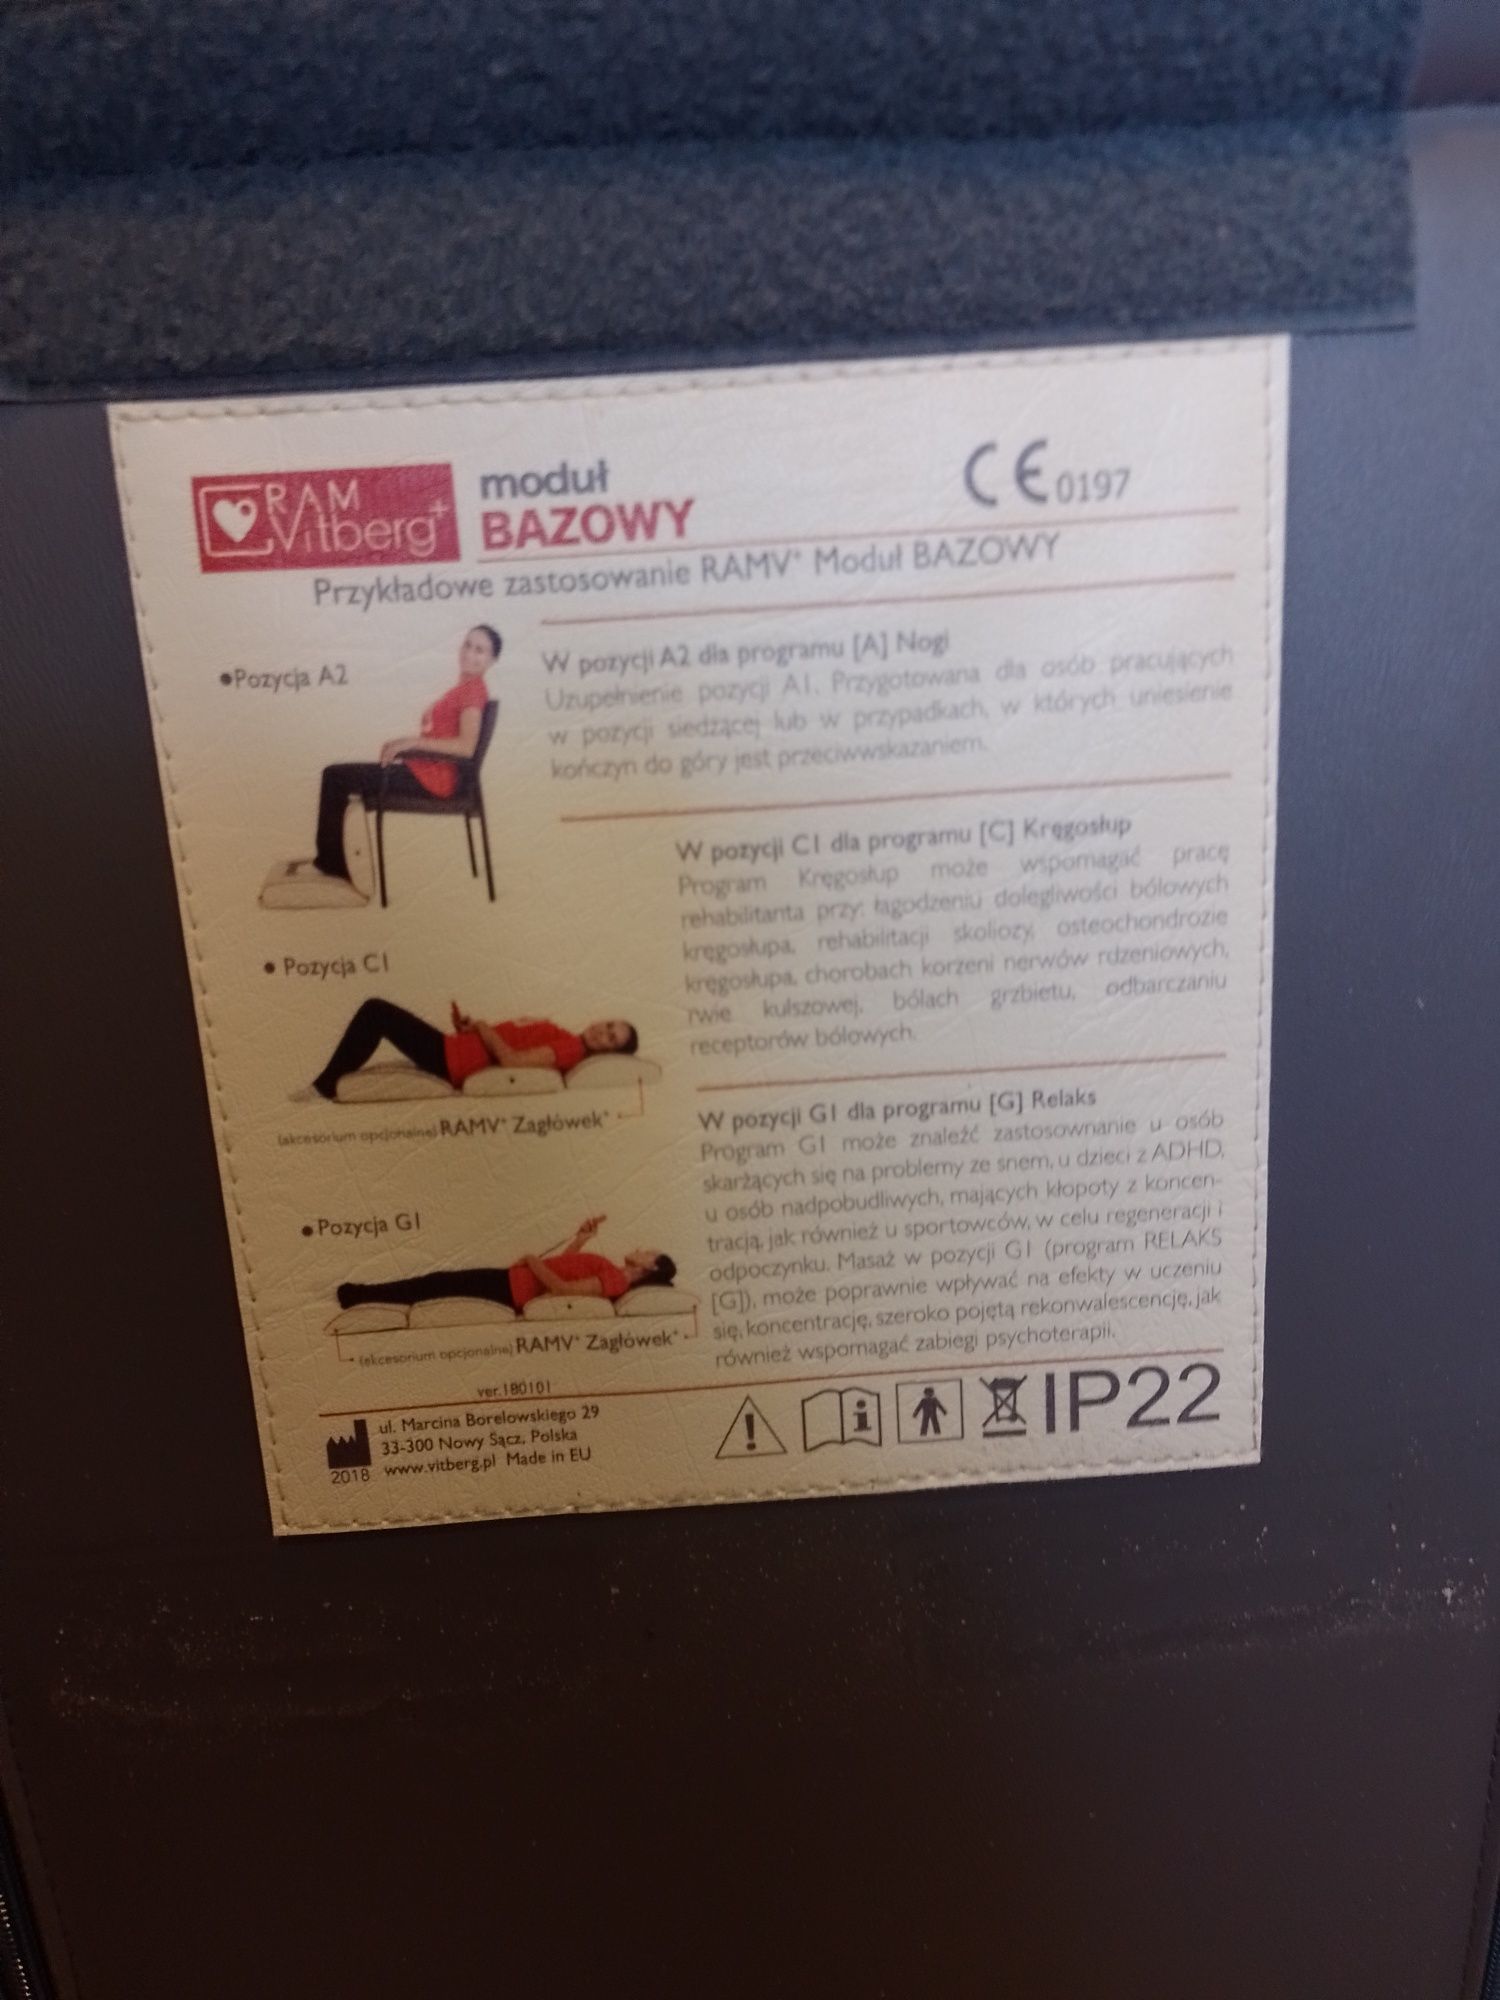 RAM
Vitberg+
moduł
BAZOWY
CE 0197
Przykładowe zastosowanie RAMV+ Moduł BAZOWY
•Pozycja A2
W pozycji A2 dla programu [A] Nogi
Uzupełnienie pozycji A1. Przygotowana dla osób pracujących
w pozycji siedzącej lub w przypadkach, w których uniesienie
kończyn do góry jest przeciwwskazaniem.
• Pozycja C1
W pozycji C1 dla programu [C] Kręgosłup
Program Kręgosłup może wspomagać pracę
rehabilitanta przy: łagodzeniu dolegliwości bólowych
kręgosłupa, rehabilitacji skoliozy, osteochondrozie
kręgosłupa, chorobach korzeni nerwów rdzeniowych,
rwie kulszowej, bólach grzbietu, odbarczaniu
receptorów bólowych.
(akcesorium opcjonalne) RAMV+ Zagłówek+
• Pozycja G1
W pozycji G1 dla programu [G] Relaks
Program G1 może znaleźć zastosownanie u osób
skarżących się na problemy ze snem, u dzieci z ADHD,
u osób nadpobudliwych, mających kłopoty z koncen-
tracją, jak również u sportowców, w celu regeneracji i
odpoczynku. Masaż w pozycji G1 (program RELAKS
[G]), może poprawnie wpływać na efekty w uczeniu
się, koncentrację, szeroko pojętą rekonwalescencję, jak
również wspomagać zabiegi psychoterapii.
(akcesorium opcjonalne) RAMV+ Zagłówek+
ver.180101
2018
ul. Marcina Borelowskiego 29
33-300 Nowy Sącz, Polska
www.vitberg.pl Made in EU
IP22